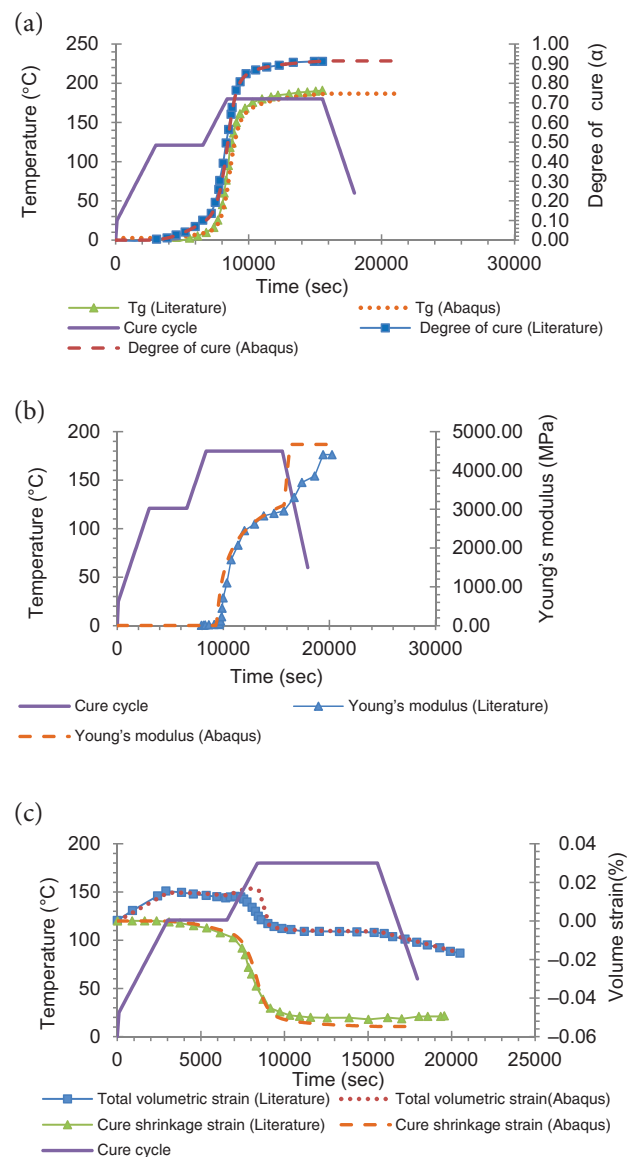 (a)
250
200
150
100
50
0
Temperature (°C)
1.00
0.90
0.80
0.70
0.60
0.50
0.40
0.30
0.20
0.10
0.00
Degree of cure (α)
0 10000 20000 30000
Time (sec)
Tg (Literature) Tg (Abaqus)
Cure cycle Degree of cure (Literature)
Degree of cure (Abaqus)
(b)
200
150
100
50
0
Temperature (°C)
5000.00
4000.00
3000.00
2000.00
1000.00
0.00
Young's modulus (MPa)
0 10000 20000 30000
Time (sec)
Cure cycle Young's modulus (Literature)
Young's modulus (Abaqus)
(c)
200
150
100
50
0
Temperature (°C)
0.04
0.02
0.00
−0.02
−0.04
−0.06
Volume strain(%)
0 5000 10000 15000 20000 25000
Time (sec)
Total volumetric strain (Literature) Total volumetric strain(Abaqus)
Cure shrinkage strain (Literature) Cure shrinkage strain (Abaqus)
Cure cycle